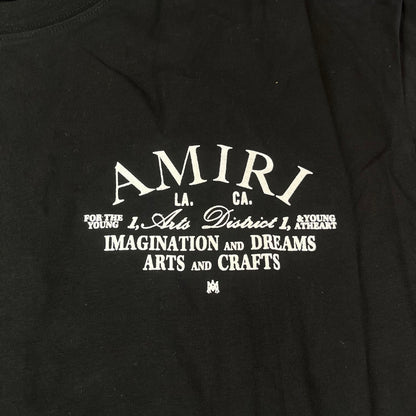 AMIRI
LA. CA.
FOR THE YOUNG 1, Arts District 1, & YOUNG AT HEART
IMAGINATION AND DREAMS
ARTS AND CRAFTS